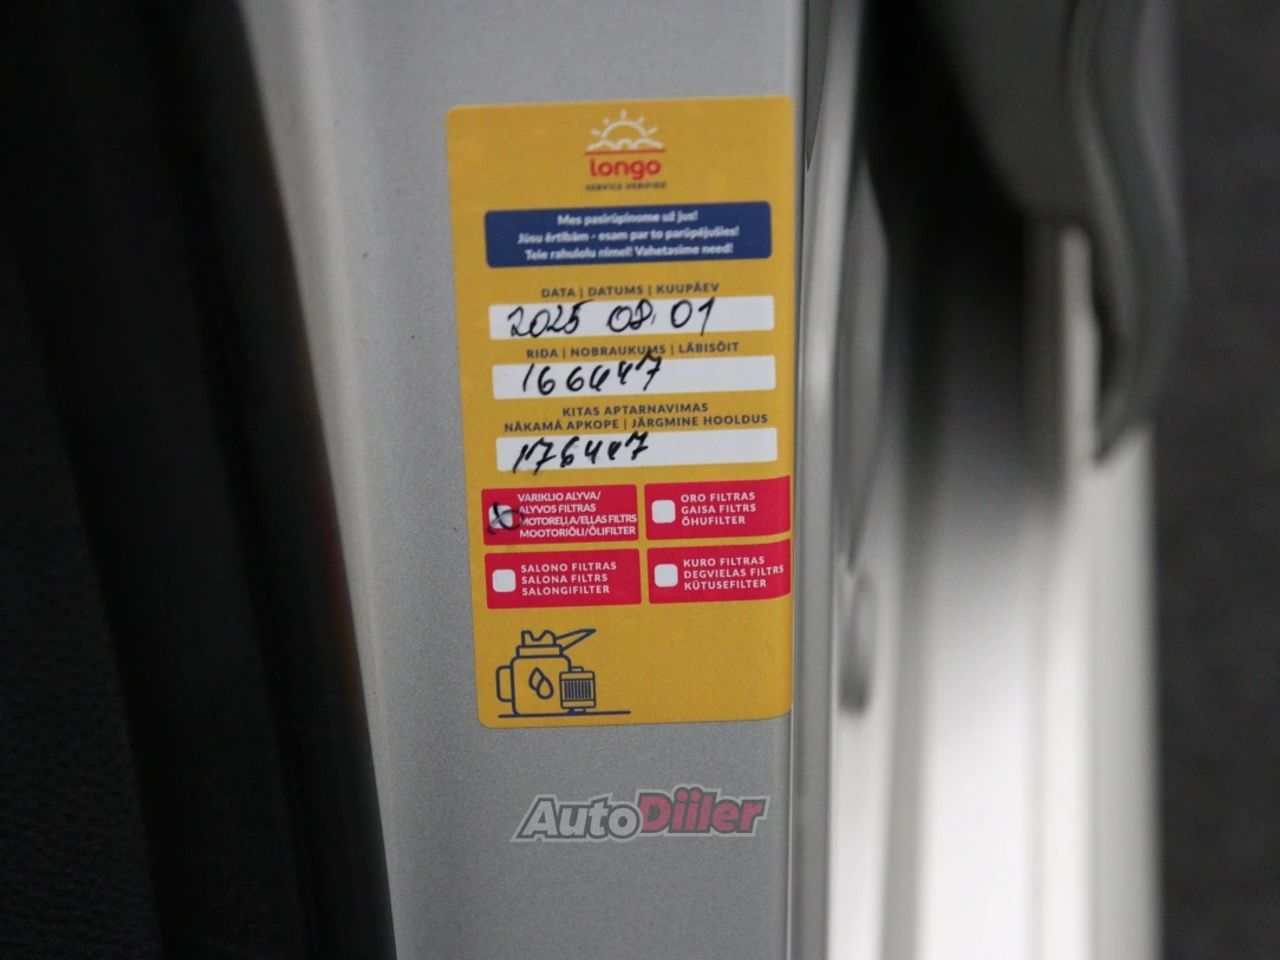 longo
SERVICE VERIFIED
Mes pasirūpinome už jus!
Jūsu ērtībām - esam par to parūpējušies!
Teie rahulolu nimel! Vahetasime need!
DATA | DATUMS | KUUPÄEV
2025 08.01
RIDA | NOBRAUKUMS | LÄBISÕIT
166447
KITAS APTARNAVIMAS
NĀKAMĀ APKOPE | JÄRGMINE HOOLDUS
176447
VARIKLIO ALYVA/
ALYVOS FILTRAS
MOTOREĻĻA/EĻĻAS FILTRS
MOOTORIÕLI/ÕLIFILTER
ORO FILTRAS
GAISA FILTRS
ÕHUFILTER
SALONO FILTRAS
SALONA FILTRS
SALONGIFILTER
KURO FILTRAS
DEGVIELAS FILTRS
KÜTUSEFILTER
AutoDiiler